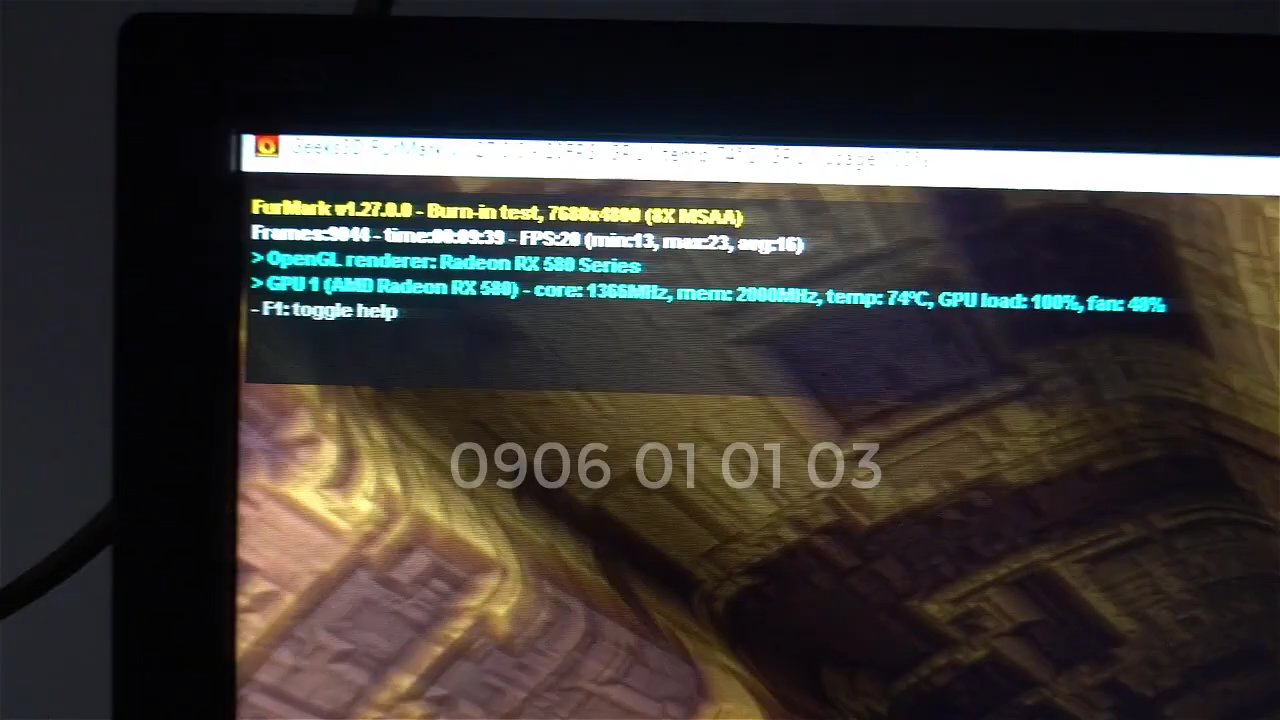 Geeks3D FurMark
FurMark v1.27.0.0 - Burn-in test, 7680x4800 (8X MSAA)
Frames:9044 - time:00:09:39 - FPS:20 (min:13, max:23, avg:16)
> OpenGL renderer: Radeon RX 580 Series
> GPU 1 (AMD Radeon RX 580) - core: 1366MHz, mem: 2000MHz, temp: 74°C, GPU load: 100%, fan: 40%
- F1: toggle help
0906 01 01 03